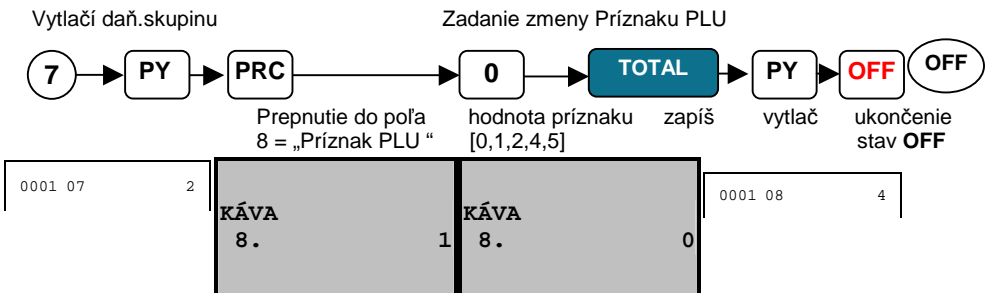 Vytlačí daň.skupinu Zadanie zmeny Príznaku PLU
7 PY PRC 0 TOTAL PY OFF OFF
Prepnutie do poľa hodnota príznaku zapíš vytlač ukončenie
8 = „Príznak PLU “ [0,1,2,4,5] stav OFF
0001 07 2
KÁVA
8. 1
KÁVA
8. 0
0001 08 4